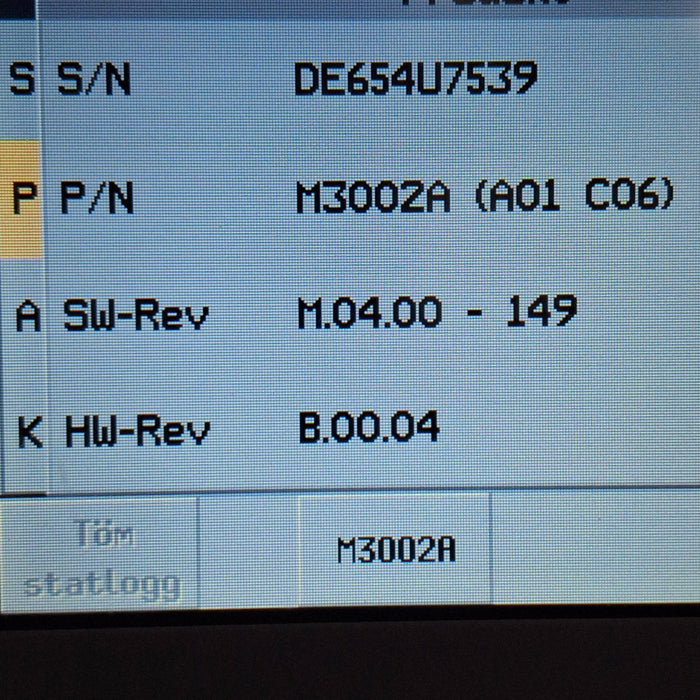 S S/N DE654U7539
P P/N M3002A (A01 C06)
A SW-Rev M.04.00 - 149
K HW-Rev B.00.04
Töm
statlogg
M3002A